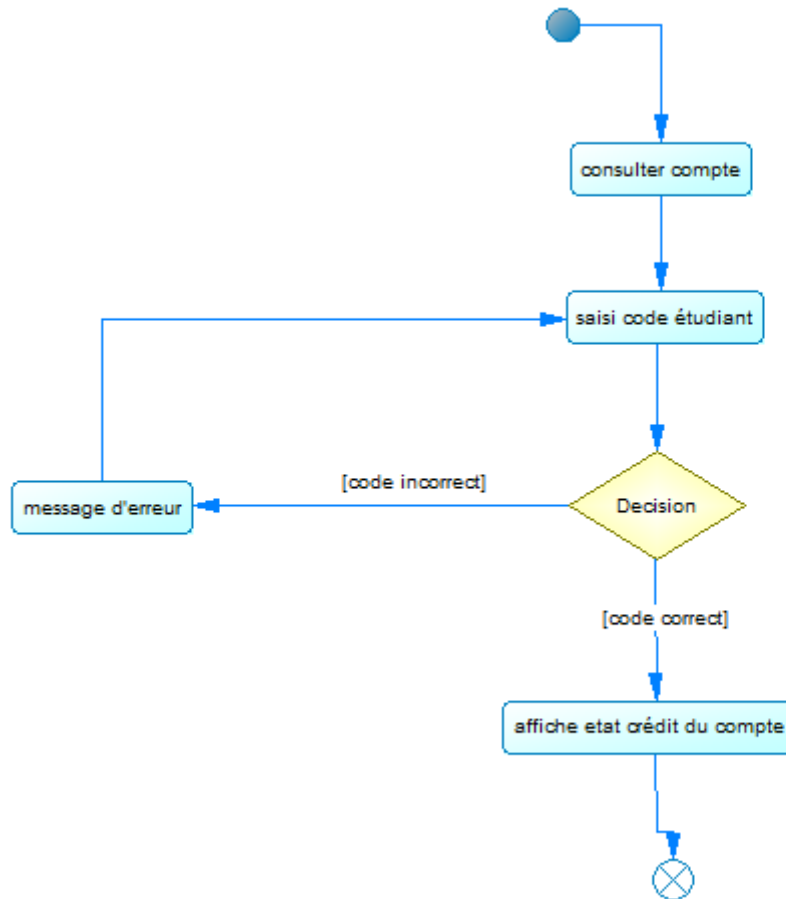 consulter compte
saisi code étudiant
[code incorrect]
message d'erreur
Decision
[code correct]
affiche etat crédit du compte